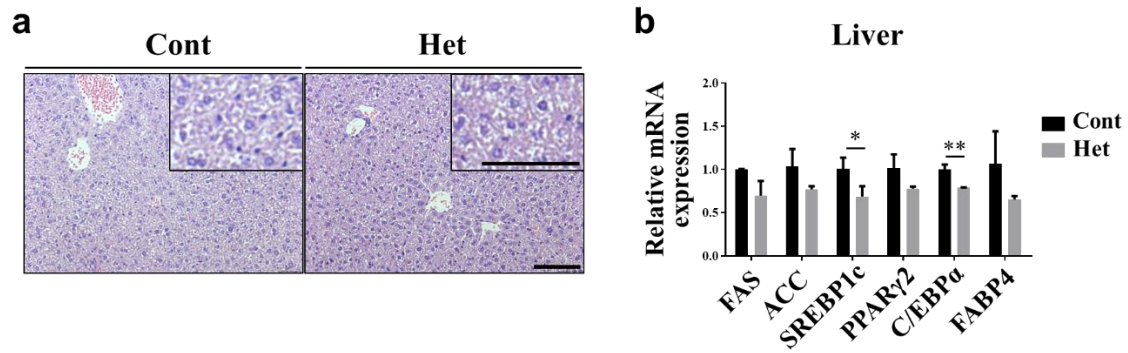 a
Cont
Het
b
Liver
Relative mRNA
expression
2.0
1.5
1.0
0.5
0.0
*
**
Cont
Het
FAS
ACC
SREBP1c
PPARγ2
C/EBPα
FABP4